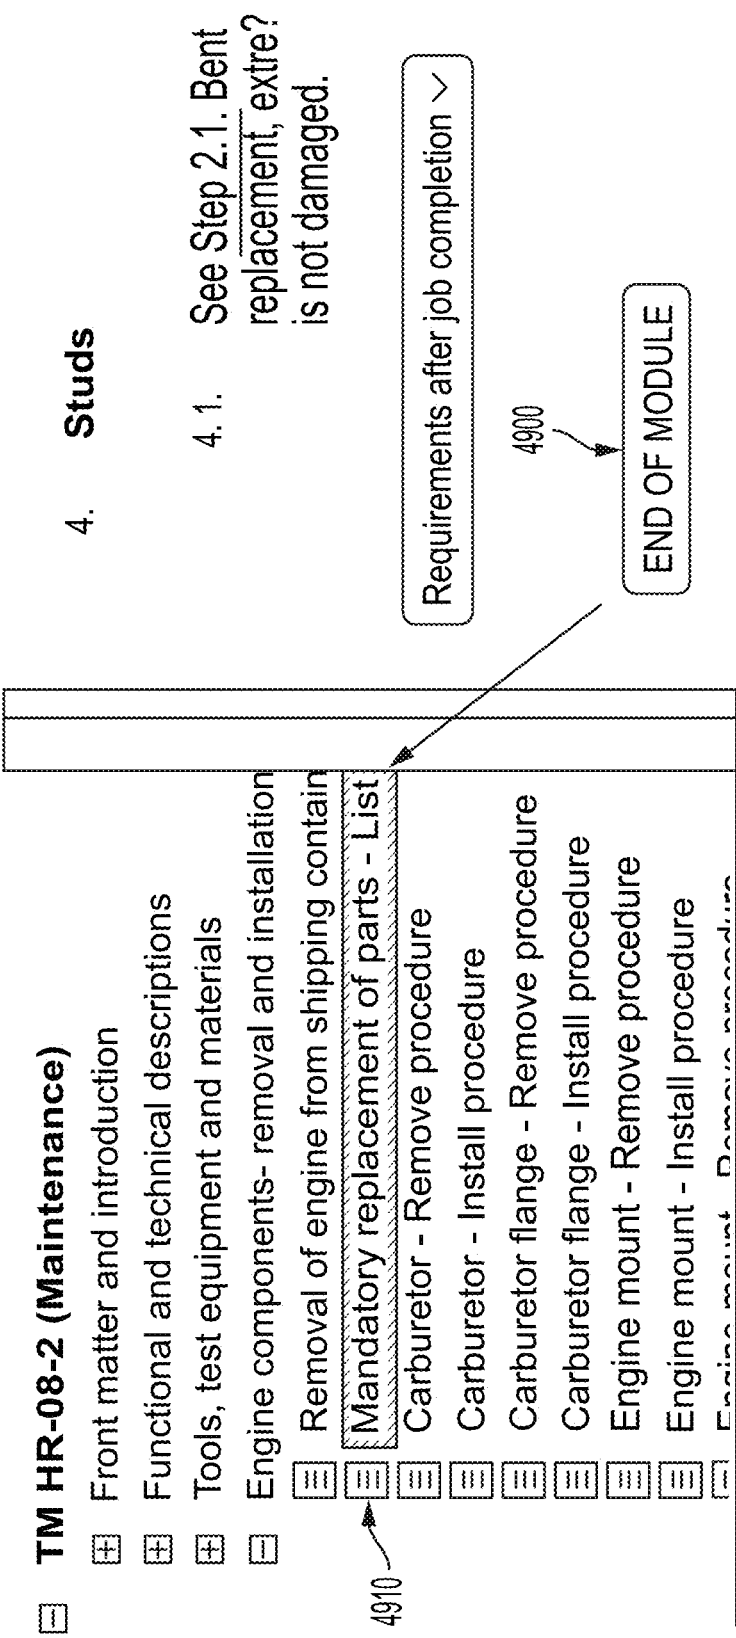 TM HR-08-2 (Maintenance)
Front matter and introduction
Functional and technical descriptions
Tools, test equipment and materials
Engine components- removal and installation
Removal of engine from shipping contain
Mandatory replacement of parts - List
Carburetor - Remove procedure
Carburetor - Install procedure
Carburetor flange - Remove procedure
Carburetor flange - Install procedure
Engine mount - Remove procedure
Engine mount - Install procedure
4910
4. Studs
4.1. See Step 2.1. Bent
replacement, extre?
is not damaged.
Requirements after job completion
4900
END OF MODULE